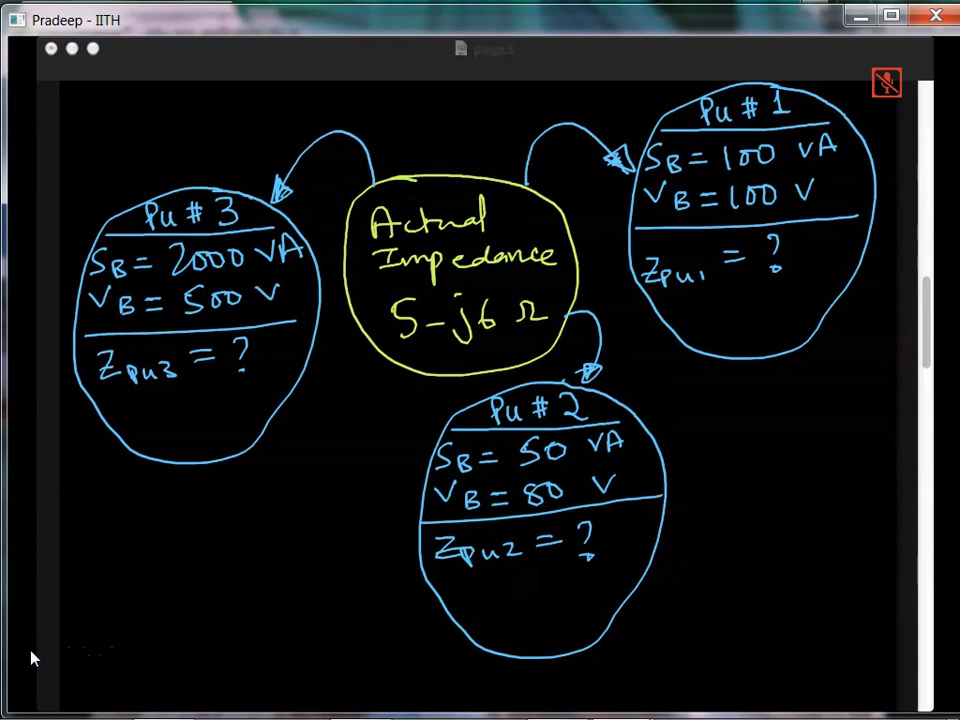 Pradeep - IITH
page.s
Pu # 1
SB = 100 VA
VB = 100 V
Zpu1 = ?
Pu # 3
SB = 2000 VA
VB = 500 V
Zpu3 = ?
Actual
Impedance
5-j6 Ω
Pu # 2
SB = 50 VA
VB = 80 V
Zpu2 = ?